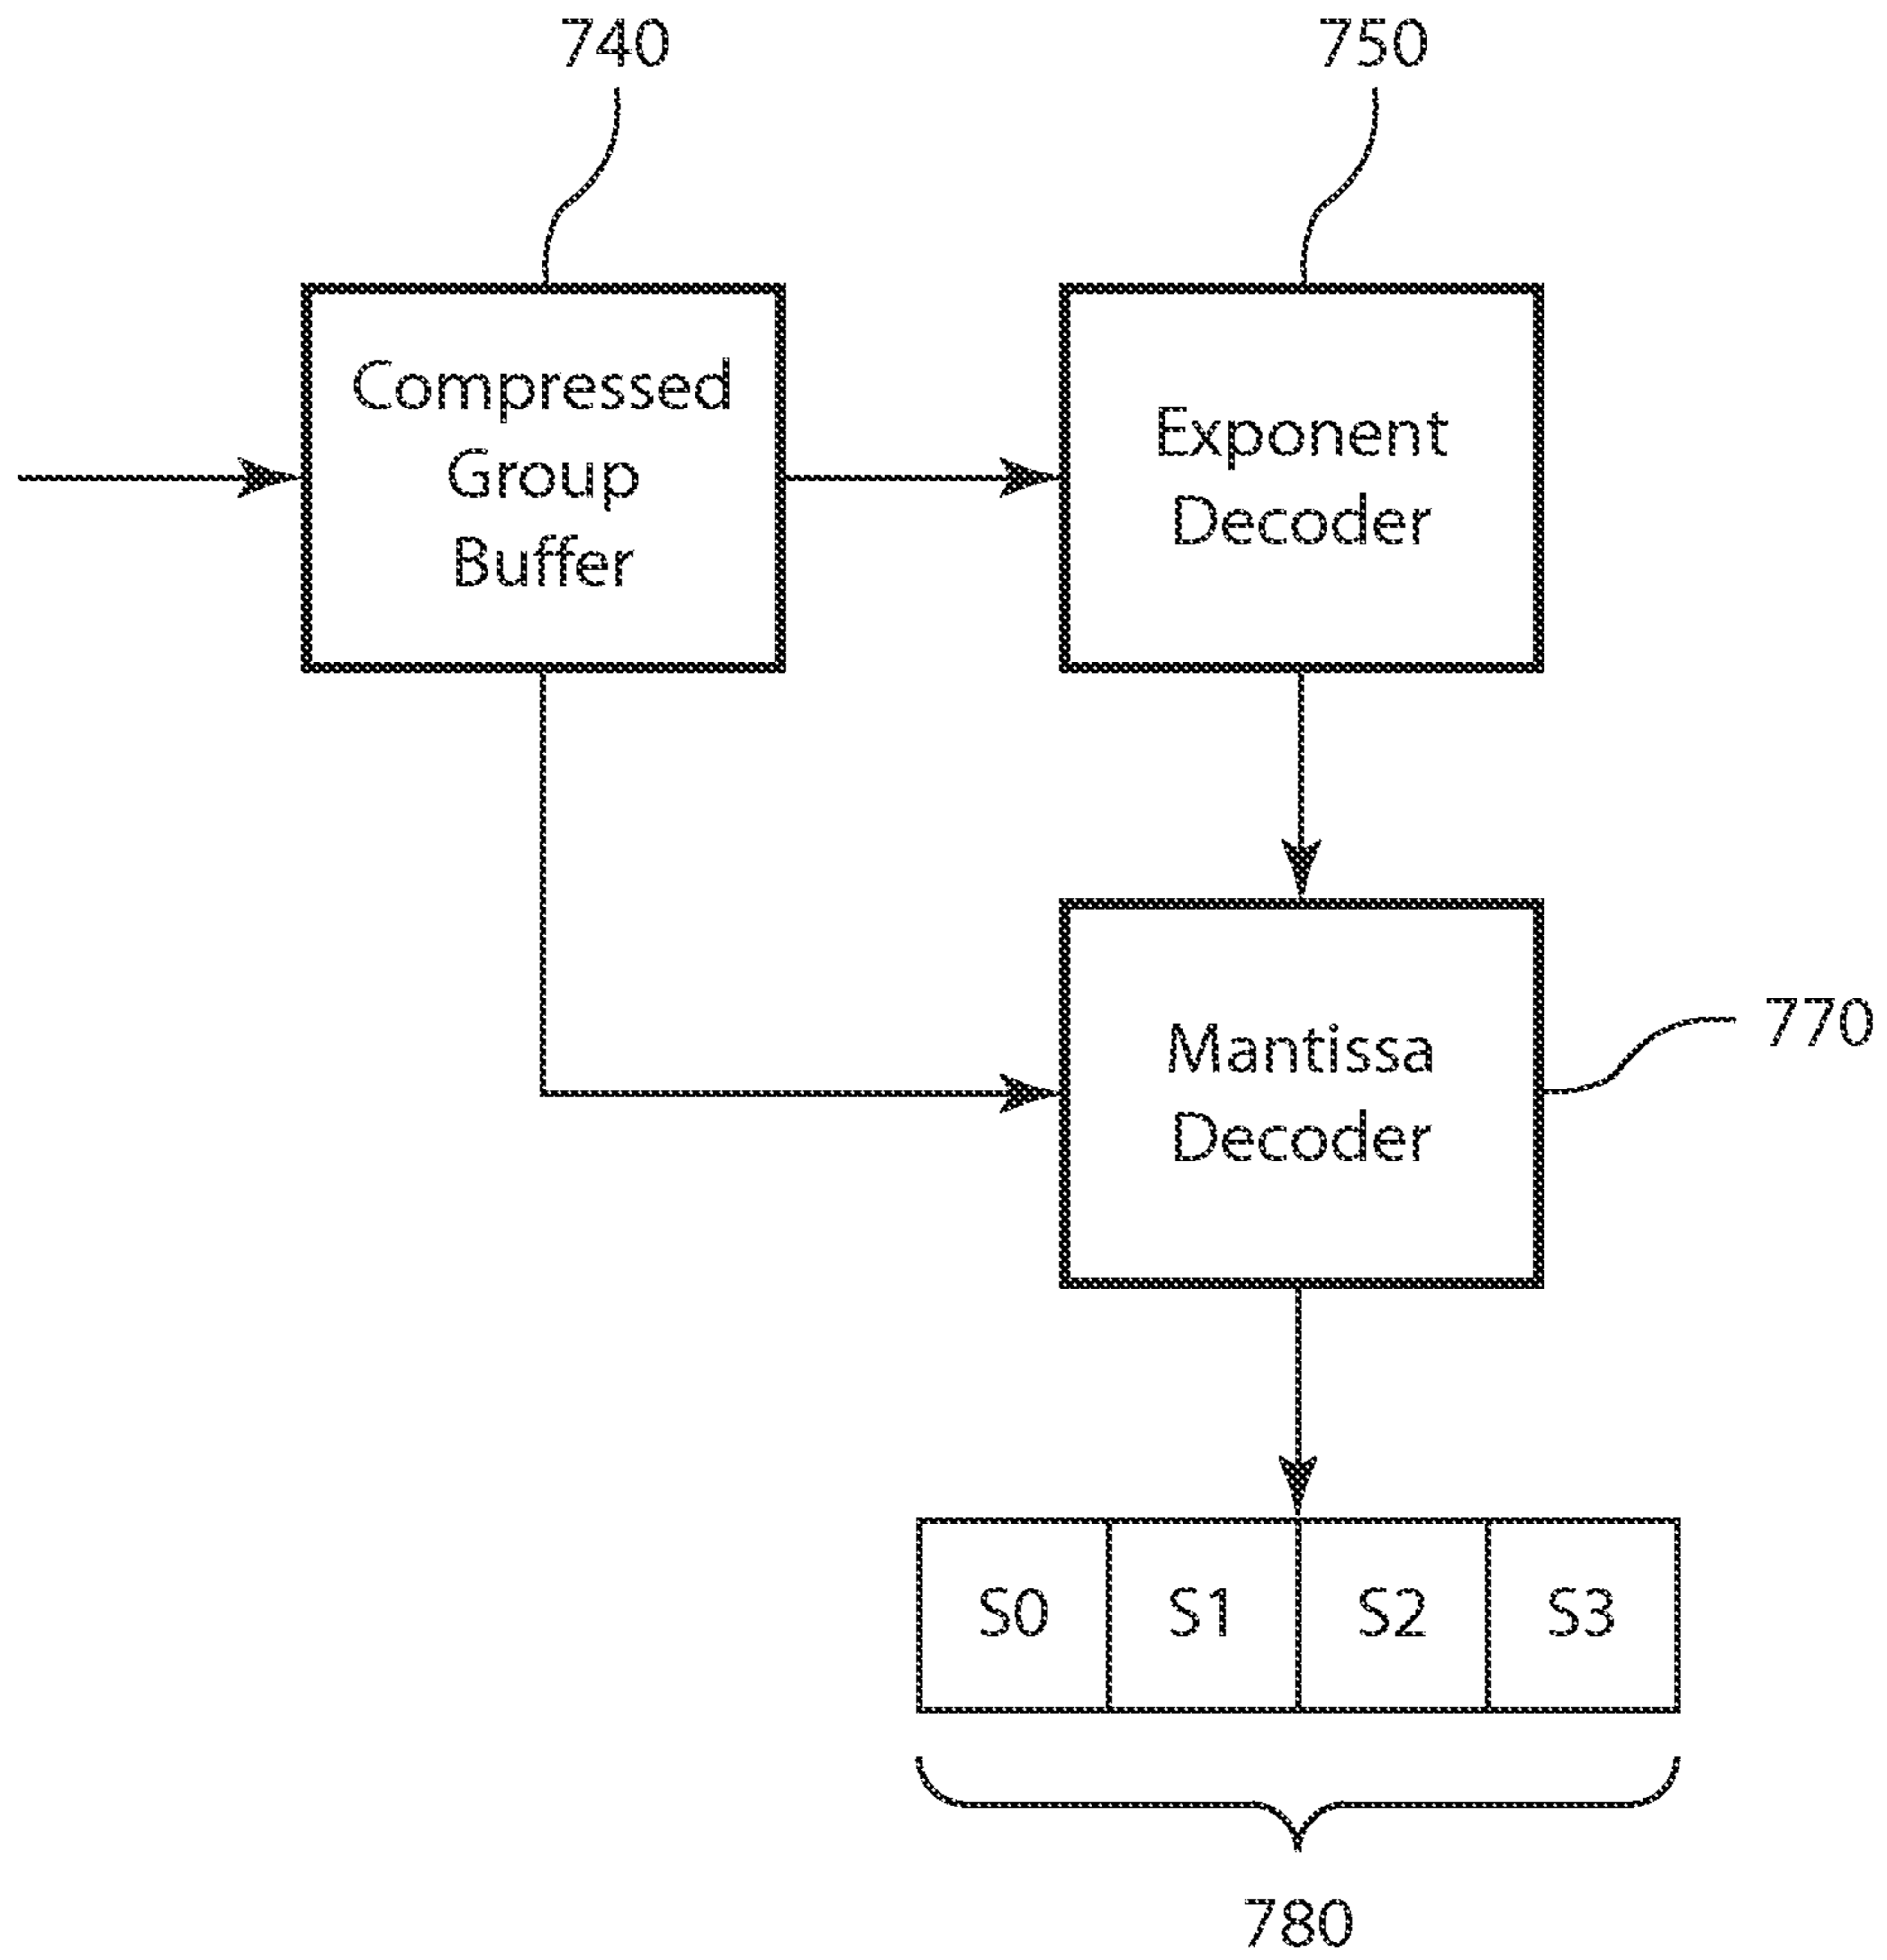 740
750
Compressed
Group
Buffer
Exponent
Decoder
Mantissa
Decoder
770
S0 S1 S2 S3
780